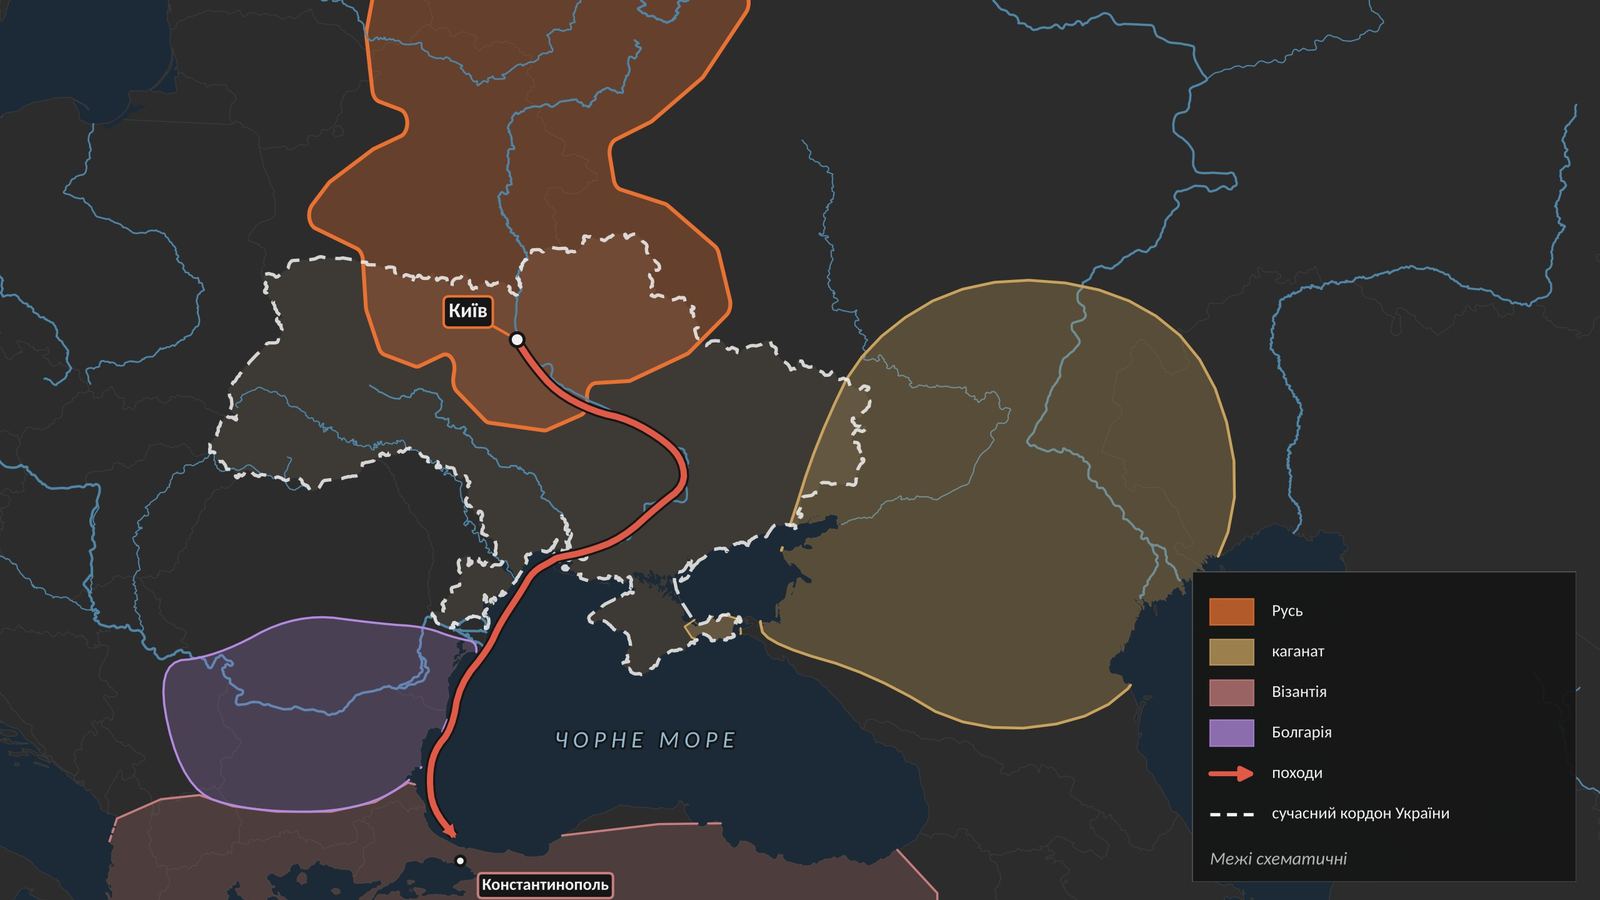 Київ
ЧОРНЕ МОРЕ
Константинополь
Русь
каганат
Візантія
Болгарія
походи
сучасний кордон України
Межі схематичні